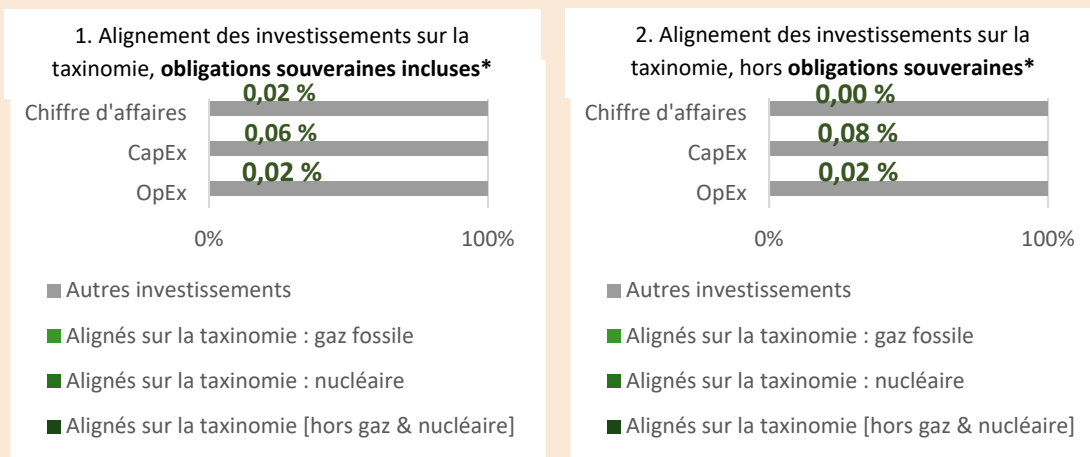 1. Alignement des investissements sur la
taxinomie, obligations souveraines incluses*
0,02 %
Chiffre d'affaires
0,06 %
CapEx
0,02 %
OpEx
0%
100%
Autres investissements
Alignés sur la taxinomie : gaz fossile
Alignés sur la taxinomie : nucléaire
Alignés sur la taxinomie [hors gaz & nucléaire]
2. Alignement des investissements sur la
taxinomie, hors obligations souveraines*
0,00 %
Chiffre d'affaires
0,08 %
CapEx
0,02 %
OpEx
0%
100%
Autres investissements
Alignés sur la taxinomie : gaz fossile
Alignés sur la taxinomie : nucléaire
Alignés sur la taxinomie [hors gaz & nucléaire]